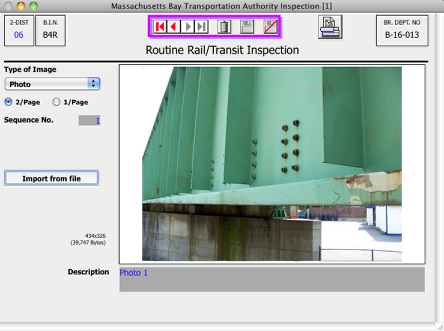 Massachusetts Bay Transportation Authority Inspection [1]
2-DIST
06
B.I.N.
B4R
BR. DEPT. NO
B-16-013
Routine Rail/Transit Inspection
Type of Image
Photo
2/Page
1/Page
Sequence No.
1
Import from file
434x326
(39,747 Bytes)
Description
Photo 1